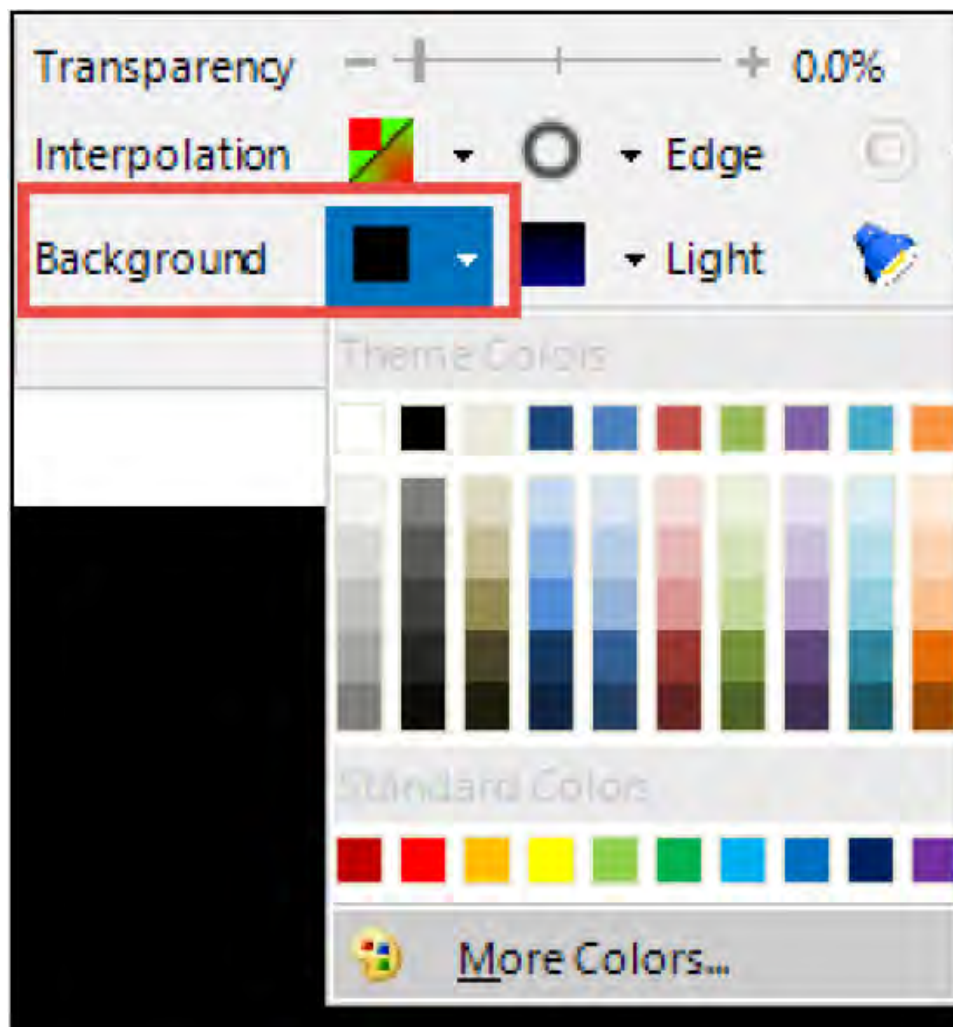 Transparency 0.0%
Interpolation Edge
Background Light
Theme Colors
Standard Colors
More Colors...